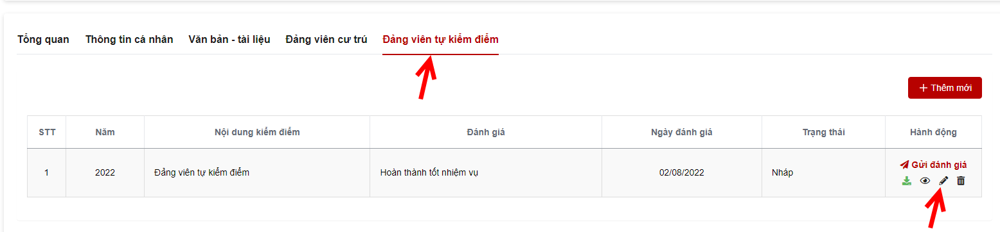 Tổng quan Thông tin cá nhân Văn bản - tài liệu Đảng viên cư trú Đảng viên tự kiểm điểm
+ Thêm mới
STT Năm Nội dung kiểm điểm Đánh giá Ngày đánh giá Trạng thái Hành động
1 2022 Đảng viên tự kiểm điểm Hoàn thành tốt nhiệm vụ 02/08/2022 Nháp Gửi đánh giá